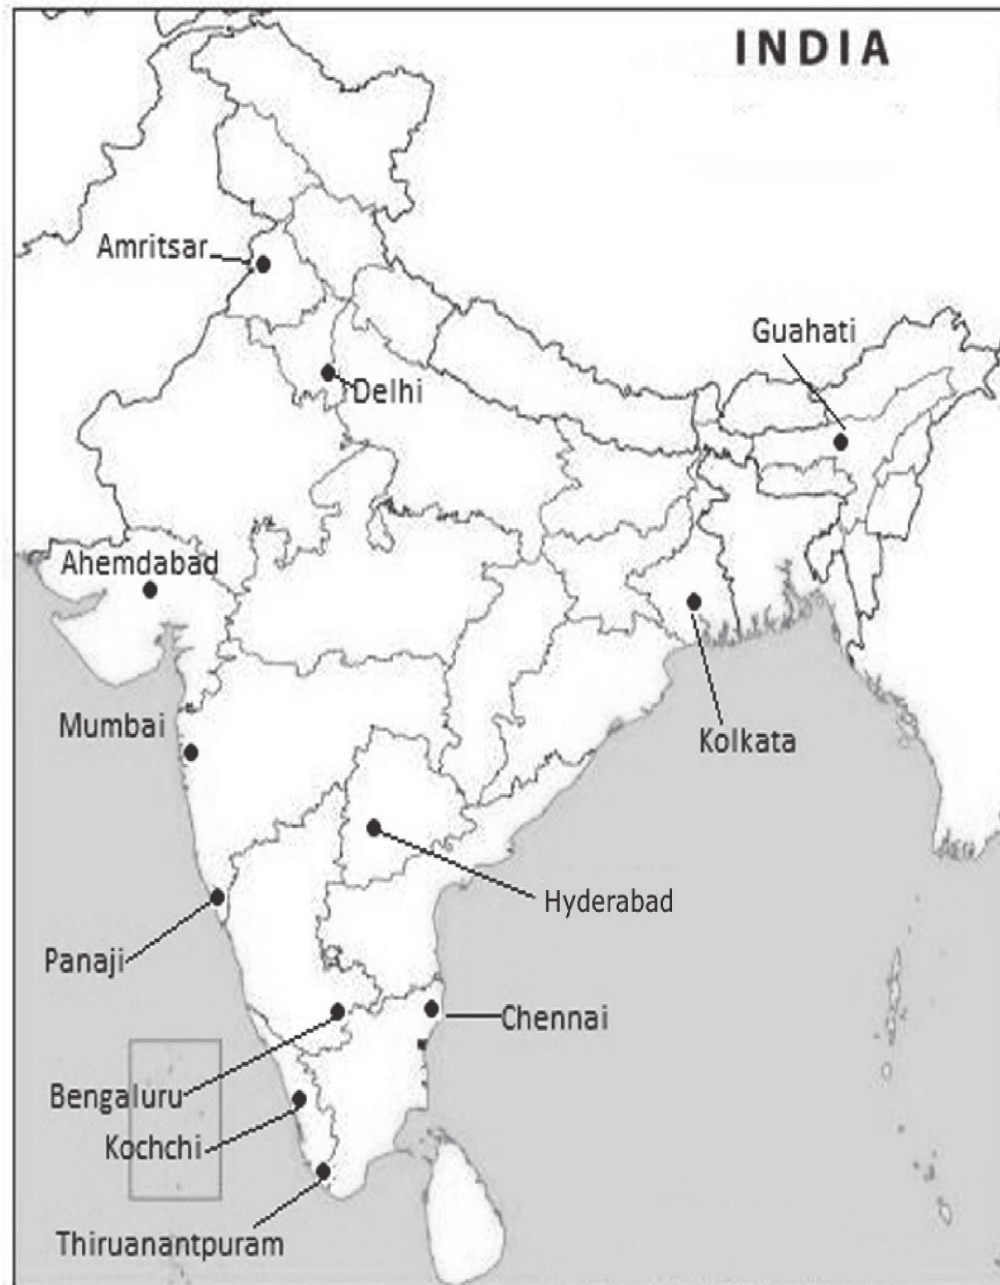 INDIA
Amritsar
Guahati
Delhi
Ahemdabad
Mumbai
Kolkata
Hyderabad
Panaji
Chennai
Bengaluru
Kochchi
Thiruanantpuram